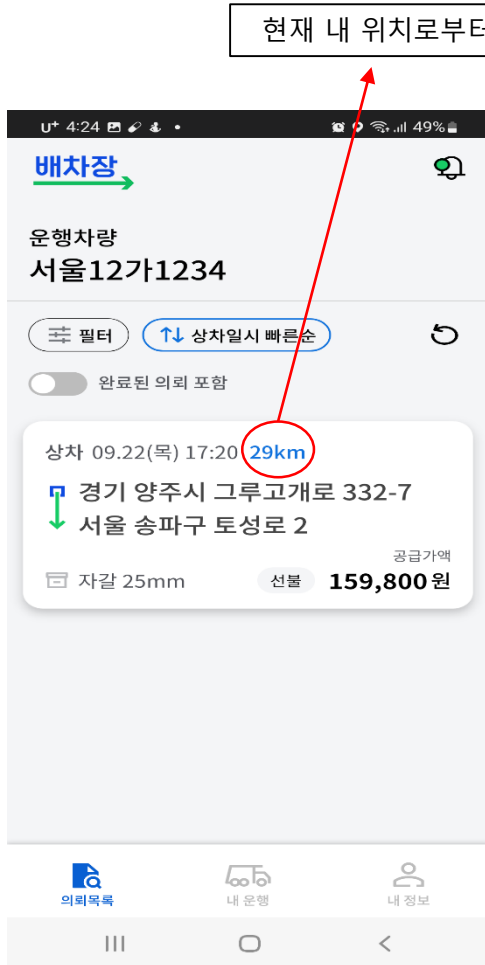 현재 내 위치로부터
U⁺ 4:24
49%
배차장
운행차량
서울12가1234
필터
상차일시 빠른순
완료된 의뢰 포함
상차 09.22(목) 17:20 29km
경기 양주시 그루고개로 332-7
서울 송파구 토성로 2
공급가액
자갈 25mm 선불 159,800원
의뢰목록
내 운행
내 정보